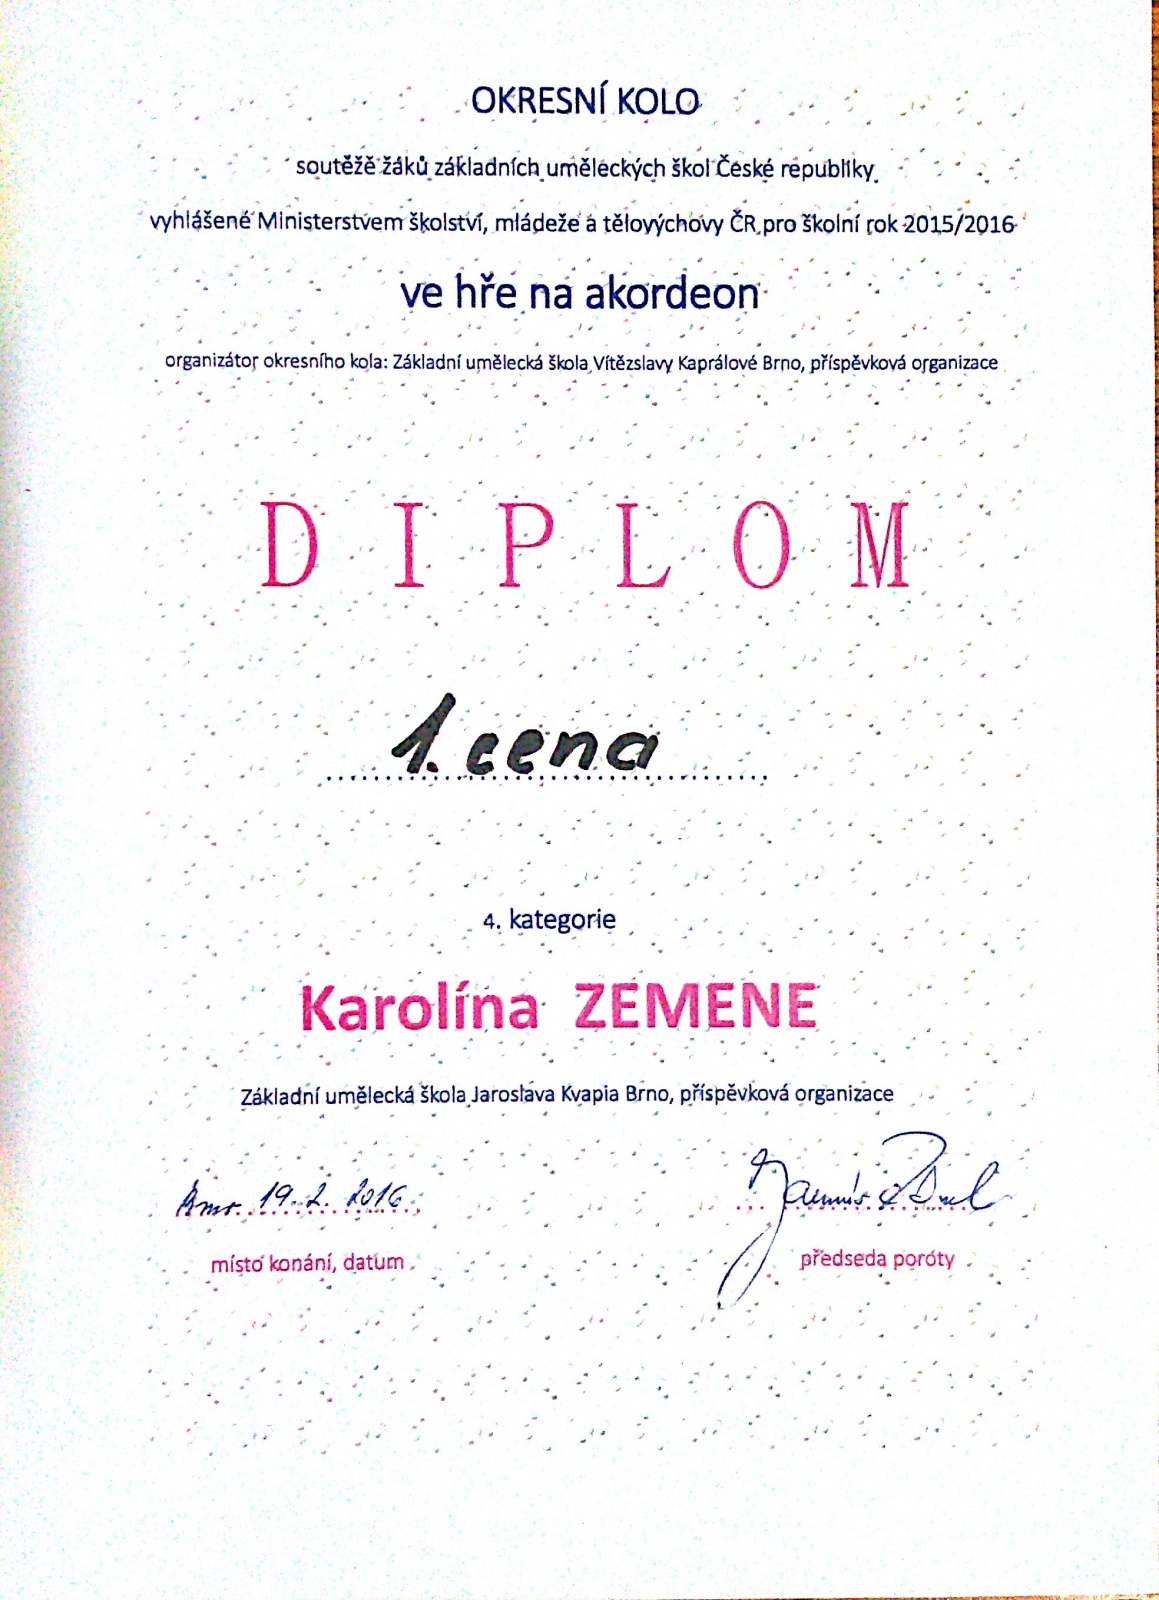 OKRESNÍ KOLO
soutěžě žáků základních uměleckých škol České republiky
vyhlášené Ministerstvem školství, mládeže a tělovýchovy ČR pro školní rok 2015/2016
ve hře na akordeon
organizátor okresního kola: Základní umělecká škola Vítězslavy Kaprálové Brno, příspěvková organizace
DIPLOM
1. cena
4. kategorie
Karolína ZEMENE
Základní umělecká škola Jaroslava Kvapia Brno, příspěvková organizace
Brno 19. 2. 2016
místo konání, datum
předseda poroty